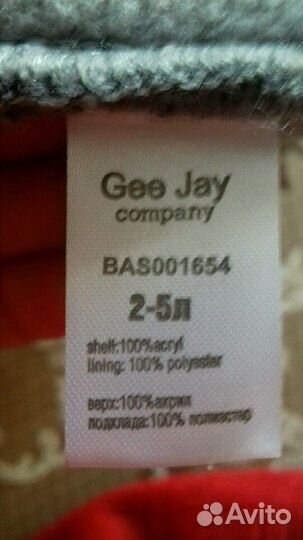 Gee Jay
company
BAS001654
2-5л
shell:100%acryl
lining: 100% polyester
верх:100%акрил
подклада:100% полиэстер
Avito